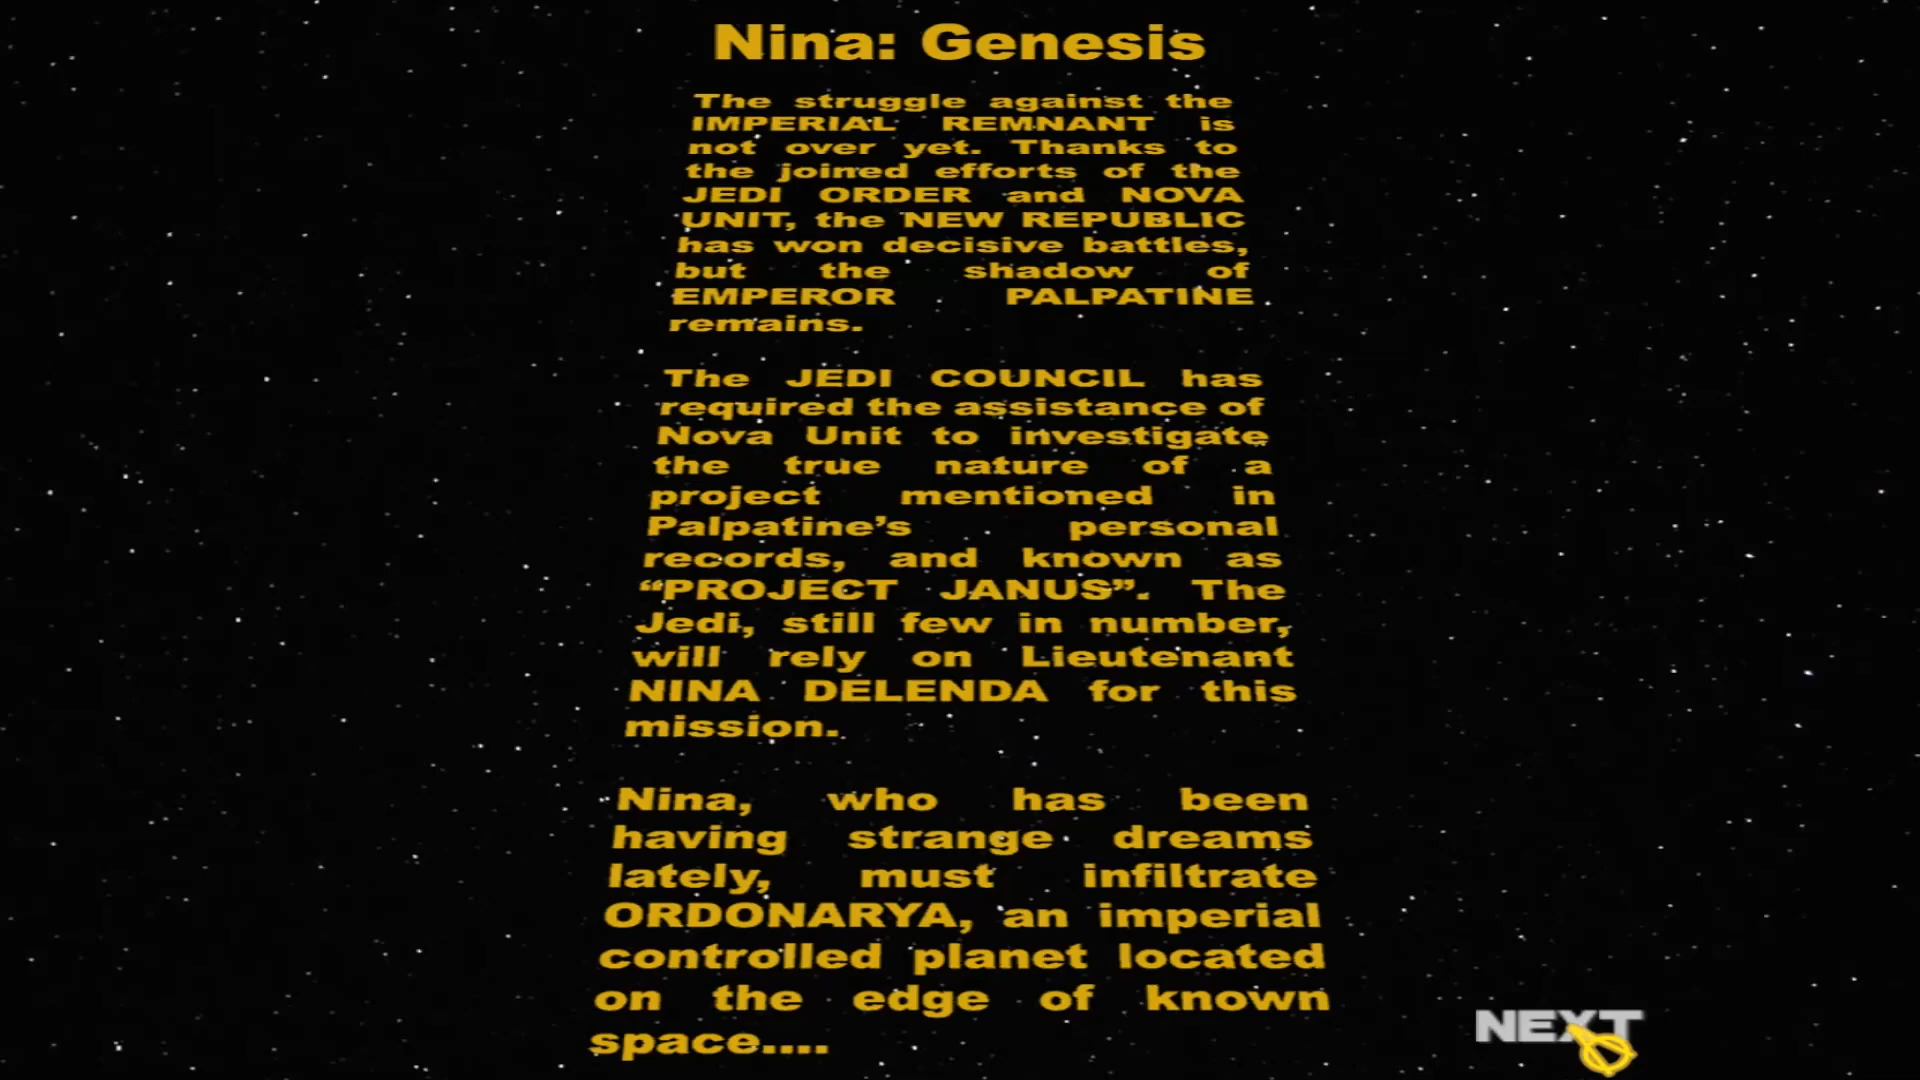 Nina: Genesis
The struggle against the
IMPERIAL REMNANT is
not over yet. Thanks to
the joined efforts of the
JEDI ORDER and NOVA
UNIT, the NEW REPUBLIC
has won decisive battles,
but the shadow of
EMPEROR PALPATINE
remains.
The JEDI COUNCIL has
required the assistance of
Nova Unit to investigate
the true nature of a
project mentioned in
Palpatine’s personal
records, and known as
“PROJECT JANUS”. The
Jedi, still few in number,
will rely on Lieutenant
NINA DELENDA for this
mission.
Nina, who has been
having strange dreams
lately, must infiltrate
ORDONARYA, an imperial
controlled planet located
on the edge of known
space....
NEXT